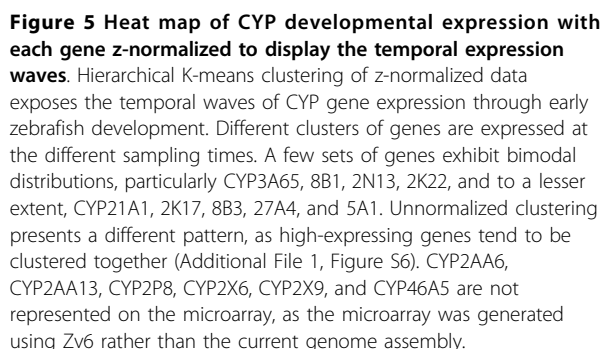 Figure 5 Heat map of CYP developmental expression with
each gene z-normalized to display the temporal expression
waves. Hierarchical K-means clustering of z-normalized data
exposes the temporal waves of CYP gene expression through early
zebrafish development. Different clusters of genes are expressed at
the different sampling times. A few sets of genes exhibit bimodal
distributions, particularly CYP3A65, 8B1, 2N13, 2K22, and to a lesser
extent, CYP21A1, 2K17, 8B3, 27A4, and 5A1. Unnormalized clustering
presents a different pattern, as high-expressing genes tend to be
clustered together (Additional File 1, Figure S6). CYP2AA6,
CYP2AA13, CYP2P8, CYP2X6, CYP2X9, and CYP46A5 are not
represented on the microarray, as the microarray was generated
using Zv6 rather than the current genome assembly.